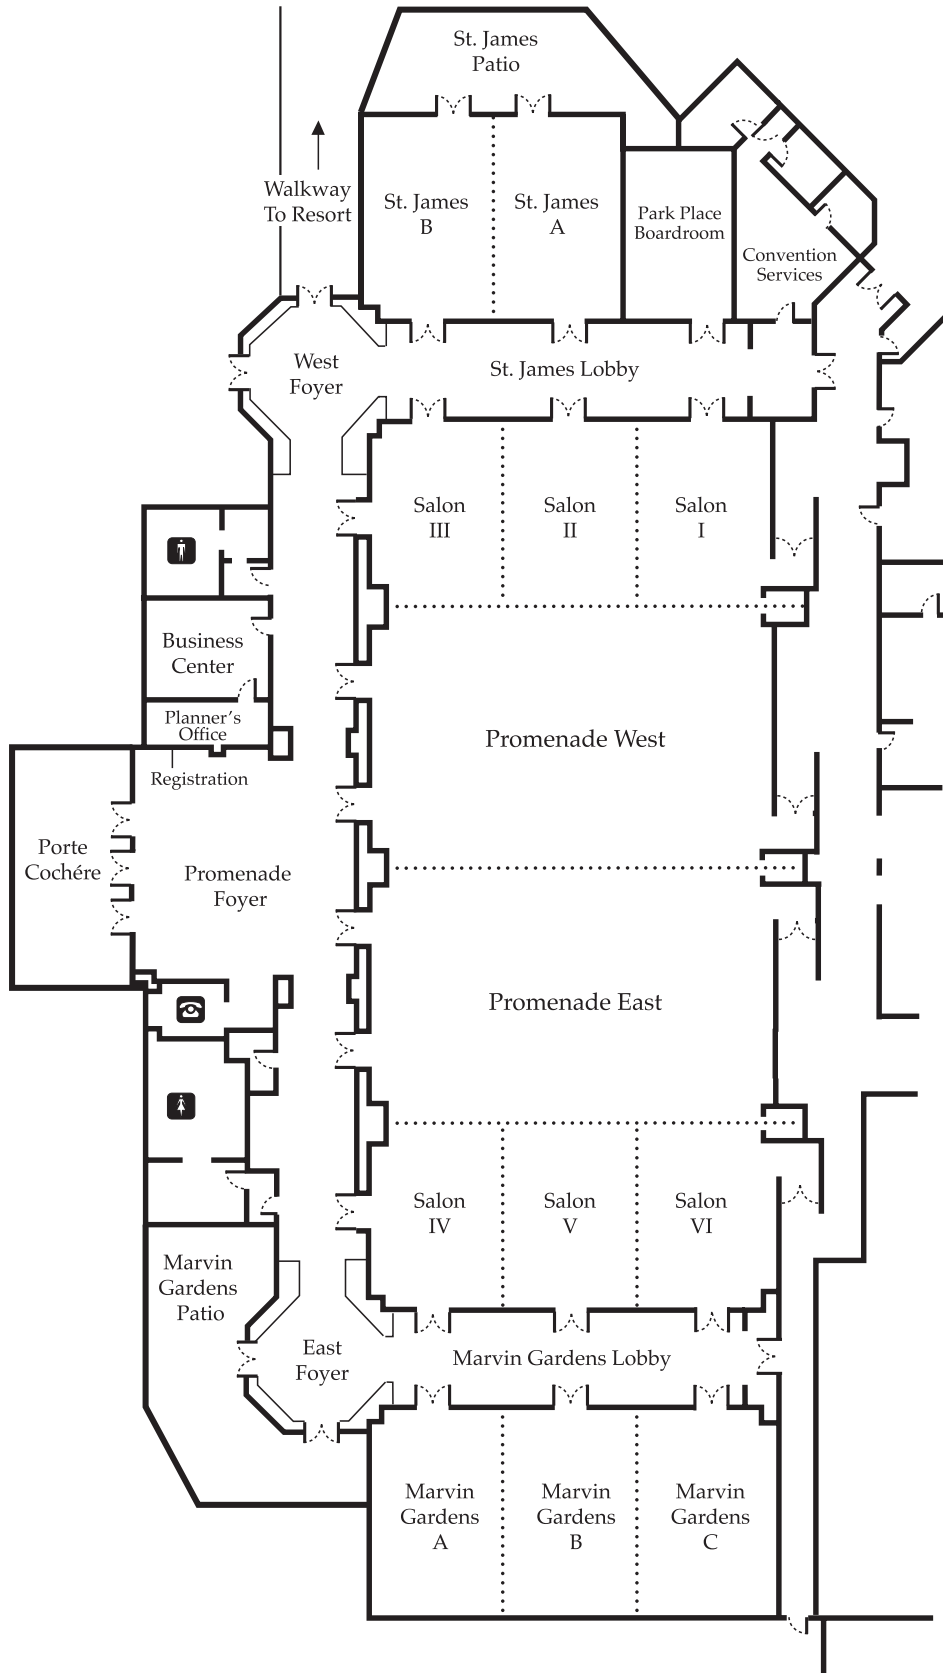 St. James
Patio
Walkway
To Resort
St. James
B
St. James
A
Park Place
Boardroom
Convention
Services
West
Foyer
St. James Lobby
Salon
III
Salon
II
Salon
I
Business
Center
Planner's
Office
Registration
Promenade West
Porte
Cochére
Promenade
Foyer
Promenade East
Salon
IV
Salon
V
Salon
VI
Marvin
Gardens
Patio
East
Foyer
Marvin Gardens Lobby
Marvin
Gardens
A
Marvin
Gardens
B
Marvin
Gardens
C